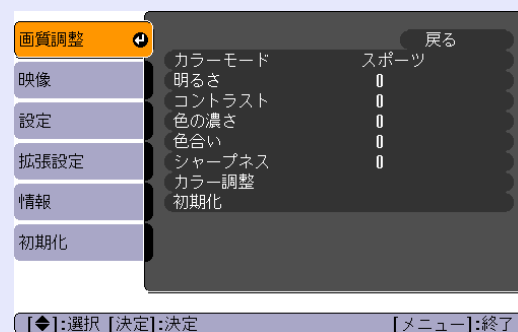 画質調整
映像
設定
拡張設定
情報
初期化
戻る
カラーモード スポーツ
明るさ 0
コントラスト 0
色の濃さ 0
色合い 0
シャープネス 0
カラー調整
初期化
[◆]:選択 [決定]:決定 [メニュー]:終了